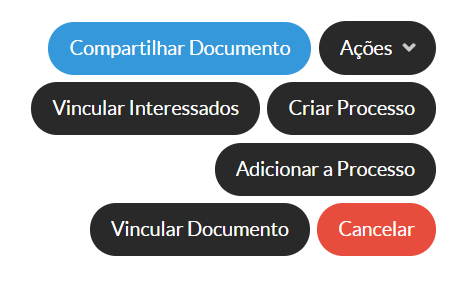 Compartilhar Documento Ações
Vincular Interessados Criar Processo
Adicionar a Processo
Vincular Documento Cancelar